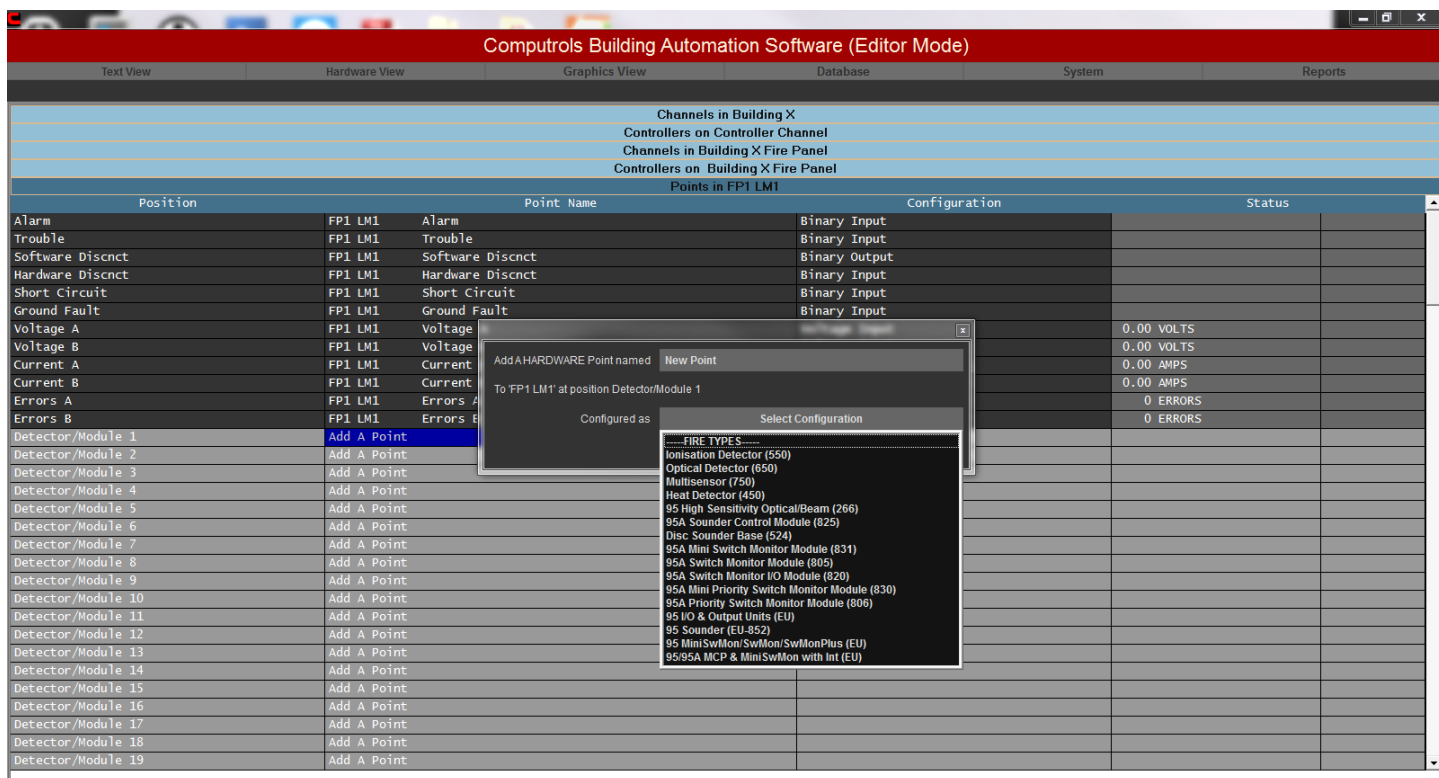 Computrols Building Automation Software (Editor Mode)
Text View Hardware View Graphics View Database System Reports
Channels in Building X
Controllers on Controller Channel
Channels in Building X Fire Panel
Controllers on Building X Fire Panel
Points in FP1 LM1
Position Point Name Configuration Status
Alarm FP1 LM1 Alarm Binary Input
Trouble FP1 LM1 Trouble Binary Input
Software Discnct FP1 LM1 Software Discnct Binary Output
Hardware Discnct FP1 LM1 Hardware Discnct Binary Input
Short Circuit FP1 LM1 Short Circuit Binary Input
Ground Fault FP1 LM1 Ground Fault Binary Input
Voltage A FP1 LM1 Voltage 0.00 VOLTS
Voltage B FP1 LM1 Voltage 0.00 VOLTS
Current A FP1 LM1 Current 0.00 AMPS
Current B FP1 LM1 Current 0.00 AMPS
Errors A FP1 LM1 Errors 0 ERRORS
Errors B FP1 LM1 Errors 0 ERRORS
Detector/Module 1 Add A Point
Detector/Module 2 Add A Point
Detector/Module 3 Add A Point
Detector/Module 4 Add A Point
Detector/Module 5 Add A Point
Detector/Module 6 Add A Point
Detector/Module 7 Add A Point
Detector/Module 8 Add A Point
Detector/Module 9 Add A Point
Detector/Module 10 Add A Point
Detector/Module 11 Add A Point
Detector/Module 12 Add A Point
Detector/Module 13 Add A Point
Detector/Module 14 Add A Point
Detector/Module 15 Add A Point
Detector/Module 16 Add A Point
Detector/Module 17 Add A Point
Detector/Module 18 Add A Point
Detector/Module 19 Add A Point
Add A HARDWARE Point named New Point
To 'FP1 LM1' at position Detector/Module 1
Configured as Select Configuration
-----FIRE TYPES-----
Ionisation Detector (550)
Optical Detector (650)
Multisensor (750)
Heat Detector (450)
95 High Sensitivity Optical/Beam (266)
95A Sounder Control Module (825)
Disc Sounder Base (524)
95A Mini Switch Monitor Module (831)
95A Switch Monitor Module (805)
95A Switch Monitor I/O Module (820)
95A Mini Priority Switch Monitor Module (830)
95A Priority Switch Monitor Module (806)
95 I/O & Output Units (EU)
95 Sounder (EU-852)
95 MiniSwMon/SwMon/SwMonPlus (EU)
95/95A MCP & MiniSwMon with Int (EU)